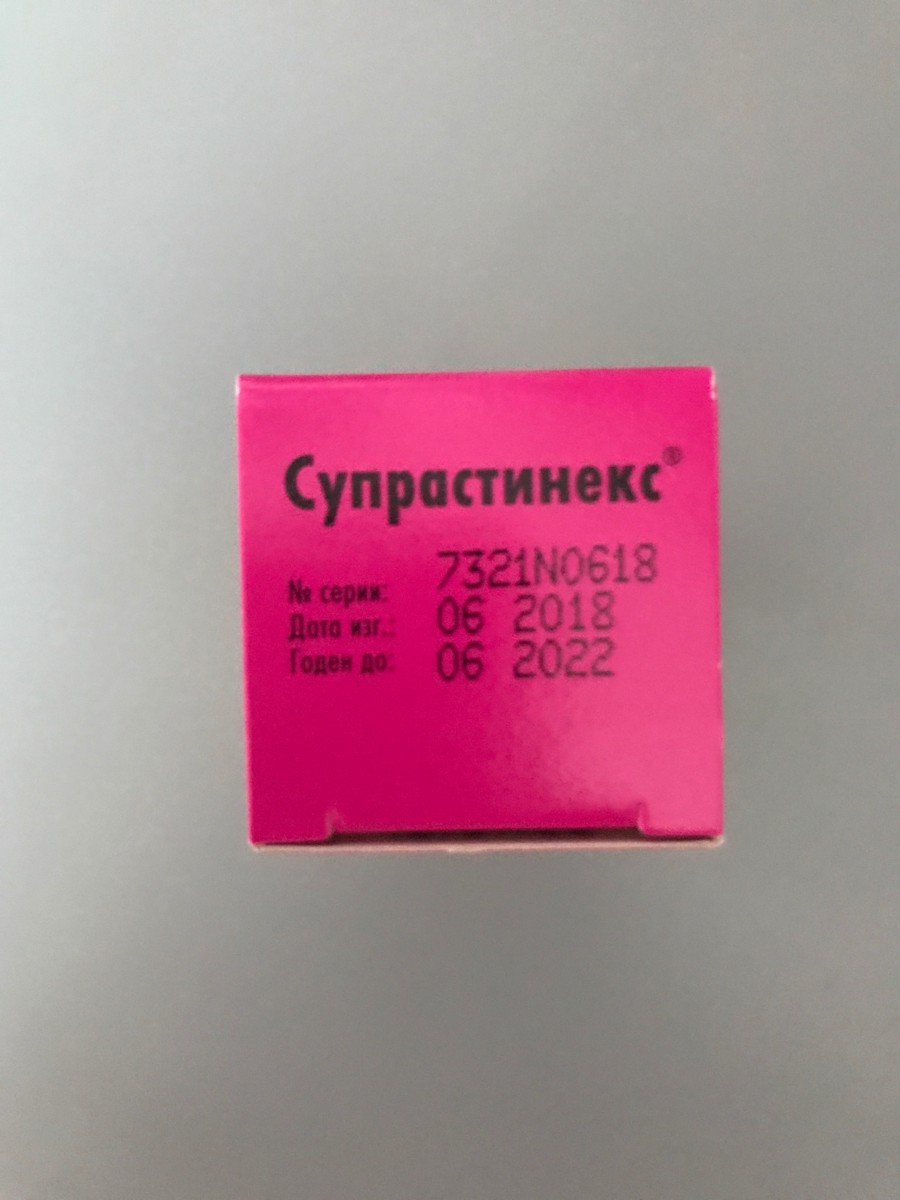 Супрастинекс®
№ серии: 7321N0618
Дата изг.: 06 2018
Годен до: 06 2022